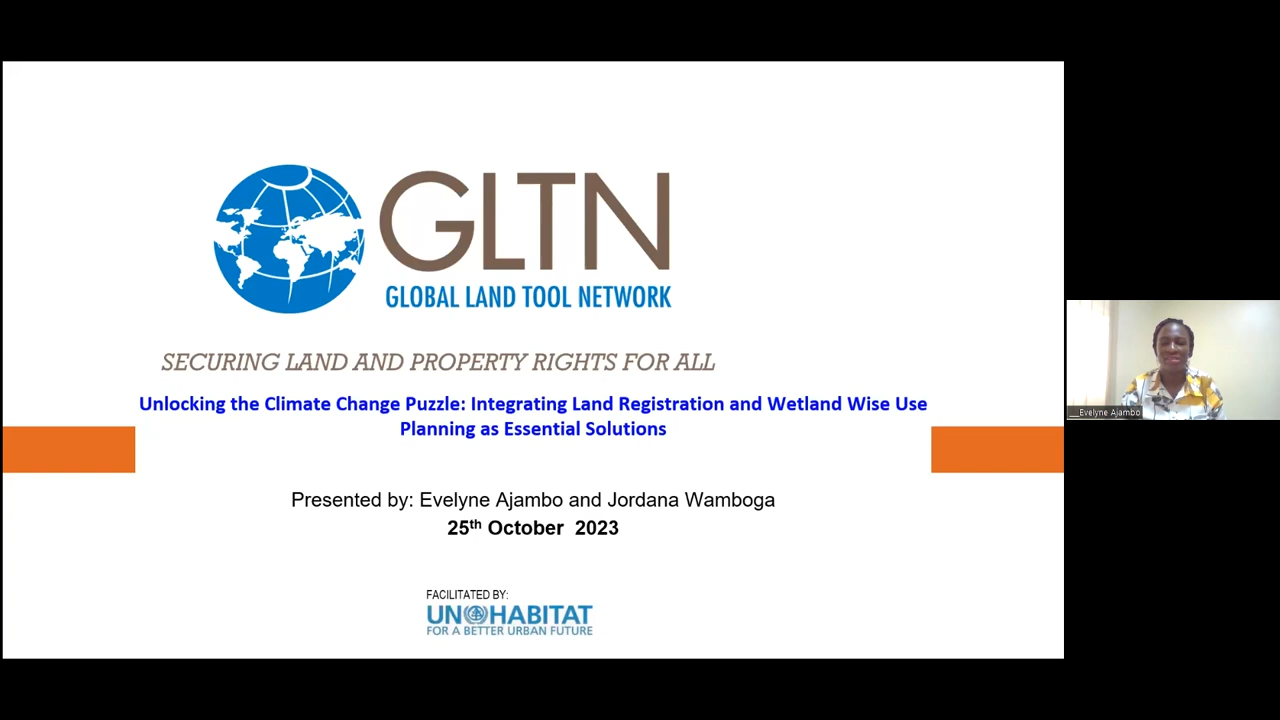 GLTN
GLOBAL LAND TOOL NETWORK
SECURING LAND AND PROPERTY RIGHTS FOR ALL
Unlocking the Climate Change Puzzle: Integrating Land Registration and Wetland Wise Use
Planning as Essential Solutions
Presented by: Evelyne Ajambo and Jordana Wamboga
25th October 2023
FACILITATED BY:
UN HABITAT
FOR A BETTER URBAN FUTURE
__Evelyne Ajambo